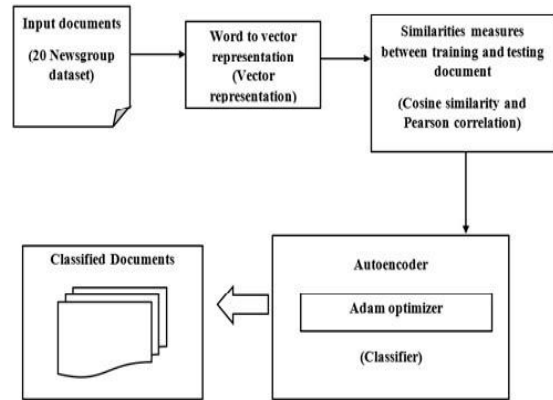 Input documents
(20 Newsgroup
dataset)
Word to vector
representation
(Vector
representation)
Similarities measures
between training and testing
document
(Cosine similarity and
Pearson correlation)
Classified Documents
Autoencoder
Adam optimizer
(Classifier)